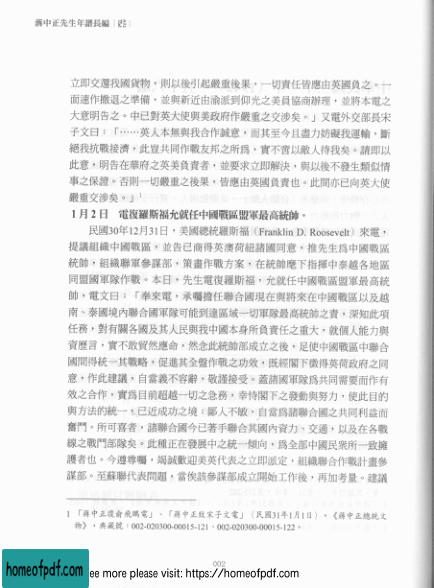 蔣中正先生年譜長編
立即交還我國貨物，則以後引起嚴重後果，一切責任皆應由英國負之。一
面速作撤退之準備，並與新近由渝派到仰光之美員協商辦理，並將本電之
大意明告之。中已對英大使與美政府作嚴重之交涉矣。」又電外交部長宋
子文曰：「……英人本無與我合作誠意，而其至今且盡力妨礙我運輸，斷
絕我抗戰接濟，此豈共同作戰友邦之所為，實不啻以敵人待我矣。請即以
此意，明告在華府之英美負責者，並要求立即解決，與以後不發生類似情
事之保證。否則一切嚴重之後果，皆應由英國負責也。此間亦已向英大使
嚴重交涉矣。」1
1月2日　電復羅斯福允就任中國戰區盟軍最高統帥。
民國30年12月31日，美國總統羅斯福（Franklin D. Roosevelt）來電，
提議組織中國戰區，並告已商得英澳荷紐諸國同意，推先生為中國戰區
統帥，組織聯軍參謀部，策畫作戰方案，在統帥麾下指揮中泰越各地區
同盟國軍隊作戰。本日，先生電復羅斯福，允就任中國戰區盟軍最高統
帥，電文曰：「奉來電，承囑擔任聯合國現在與將來在中國戰區以及越
南、泰國境內聯合國軍隊可能到達區域一切軍隊最高統帥之責，深知此項
任務，對有關各國及其人民與我中國本身所負責任之重大，就個人能力與
資歷言，實不敢貿然應命，然念此統帥部成立之後，足使中國戰區中聯合
國間得統一其戰略，促進其全盤作戰之功效，既經閣下徵得英荷政府之同
意，作此建議，自當義不容辭，敬謹接受。蓋諸國軍隊為共同需要而作有
效之合作，實為目前超越一切之急務，幸恃閣下之發動與努力，使此目的
與方法的統一，已近成功之境；鄙人不敏，自當為諸聯合國之共同利益而
奮鬥。所可喜者，諸聯合國今已著手聯合其國內資力、交通，以及在各戰
線之戰鬥部隊矣。此種正在發展中之統一傾向，為全部中國民眾所一致擁
護者也。今遵尊囑，竭誠歡迎美英代表之立即派定，組織聯合作戰計畫參
謀部。至蘇聯代表問題，當俟該參謀部成立開始工作後，再加考量。建議
1 「蔣中正復俞飛鵬電」、「蔣中正致宋子文電」（民國31年1月1日），《蔣中正總統文
物》，典藏號：002-020300-00015-121、002-020300-00015-122。
002
homeofpdf.com
ee more please visit: https://homeofpdf.com